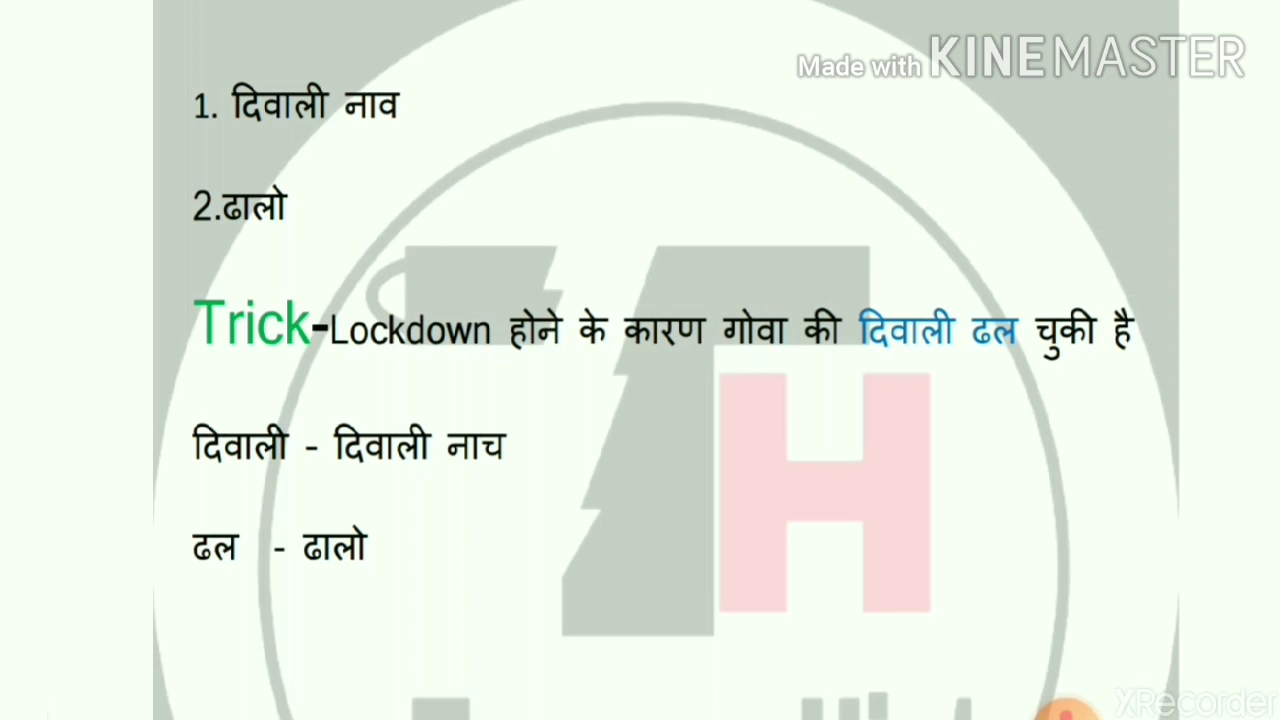 Made with KINEMASTER
1. दिवाली नाव
2.ढालो
Trick-Lockdown होने के कारण गोवा की दिवाली ढल चुकी है
दिवाली - दिवाली नाच
ढल - ढालो
XRecorder